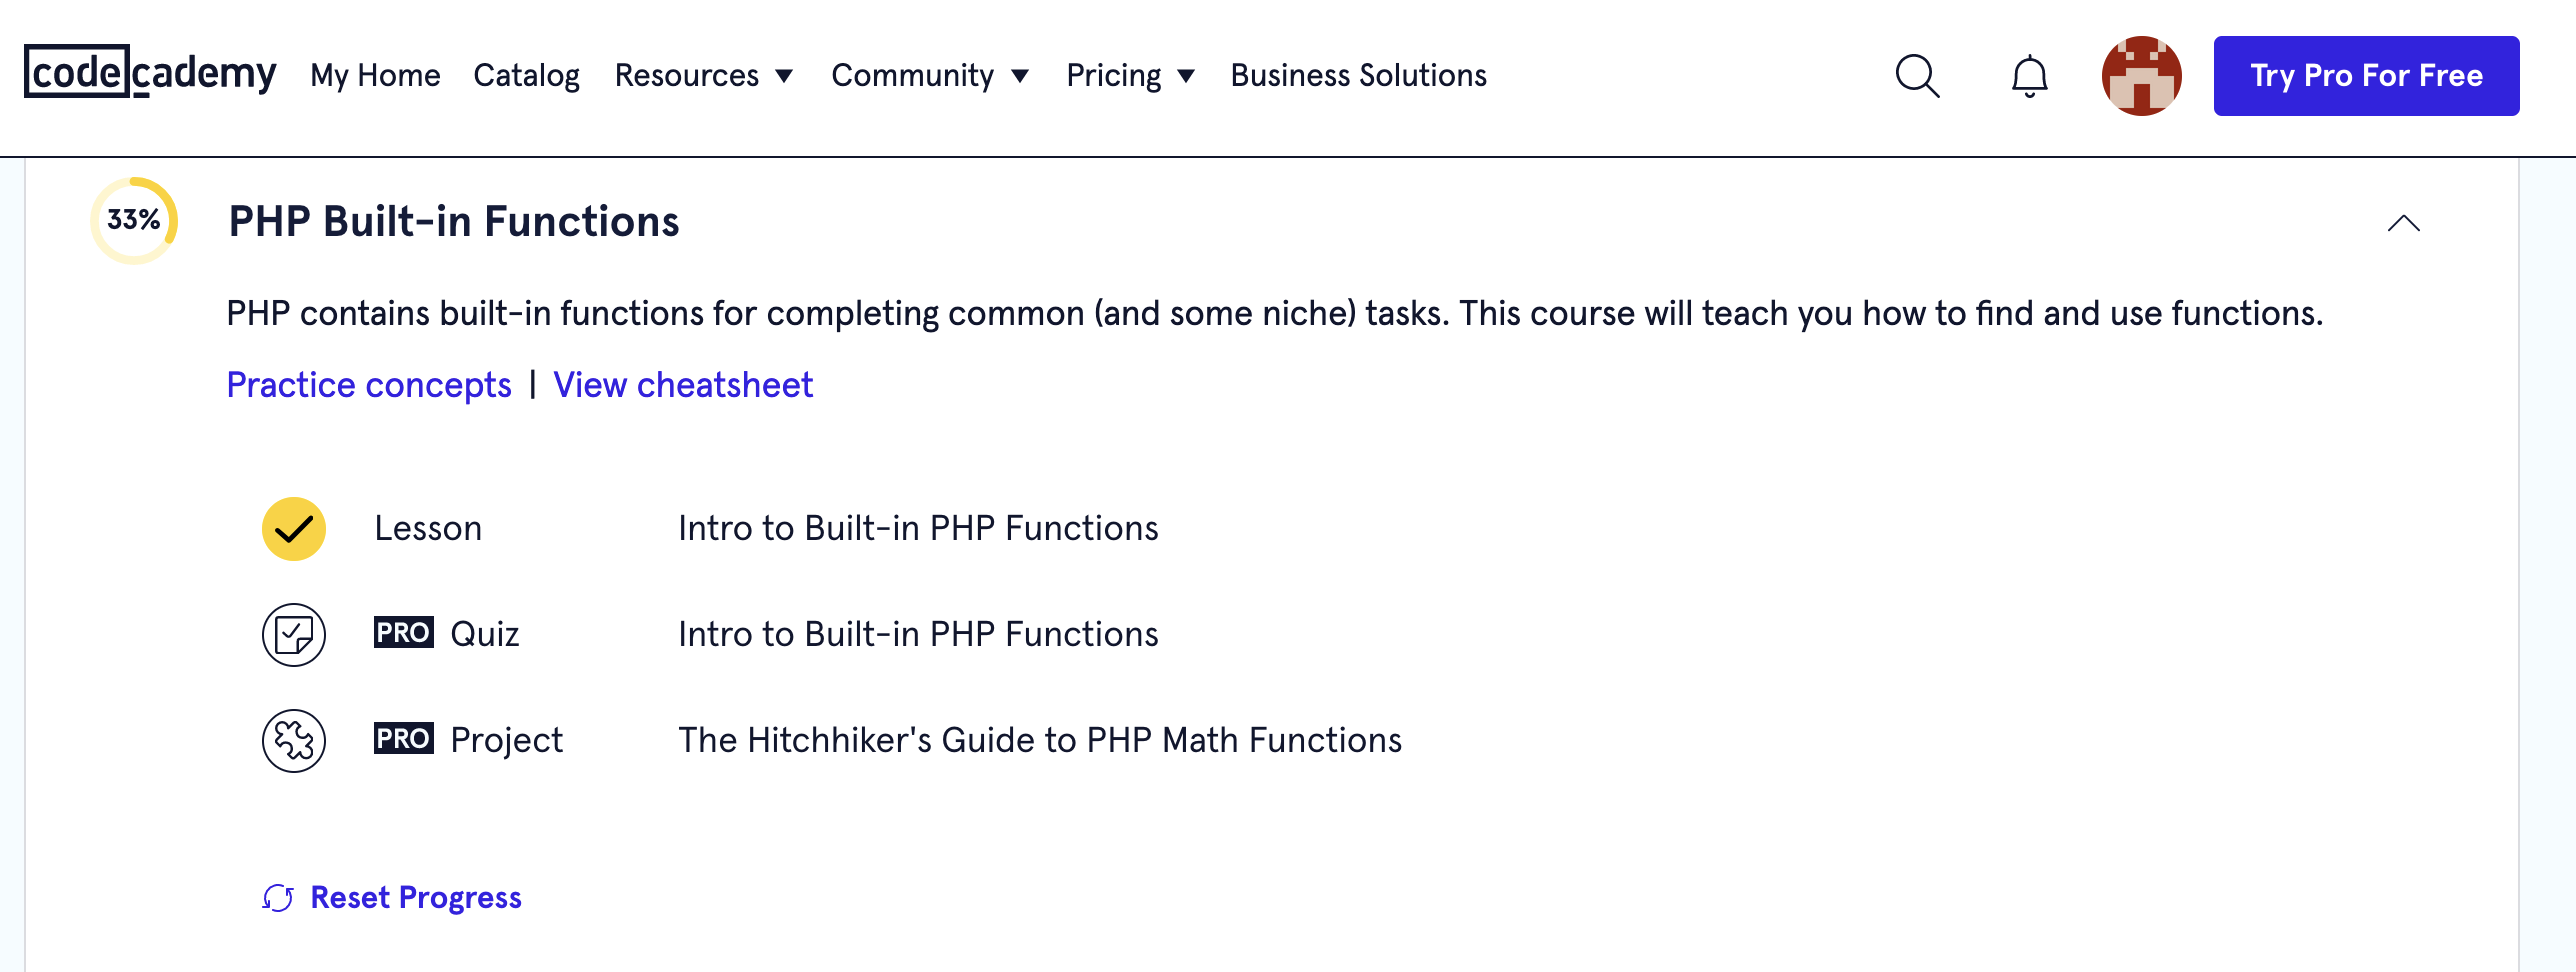 codecademy My Home Catalog Resources Community Pricing Business Solutions Try Pro For Free
33% PHP Built-in Functions
PHP contains built-in functions for completing common (and some niche) tasks. This course will teach you how to find and use functions.
Practice concepts | View cheatsheet
Lesson Intro to Built-in PHP Functions
PRO Quiz Intro to Built-in PHP Functions
PRO Project The Hitchhiker's Guide to PHP Math Functions
Reset Progress